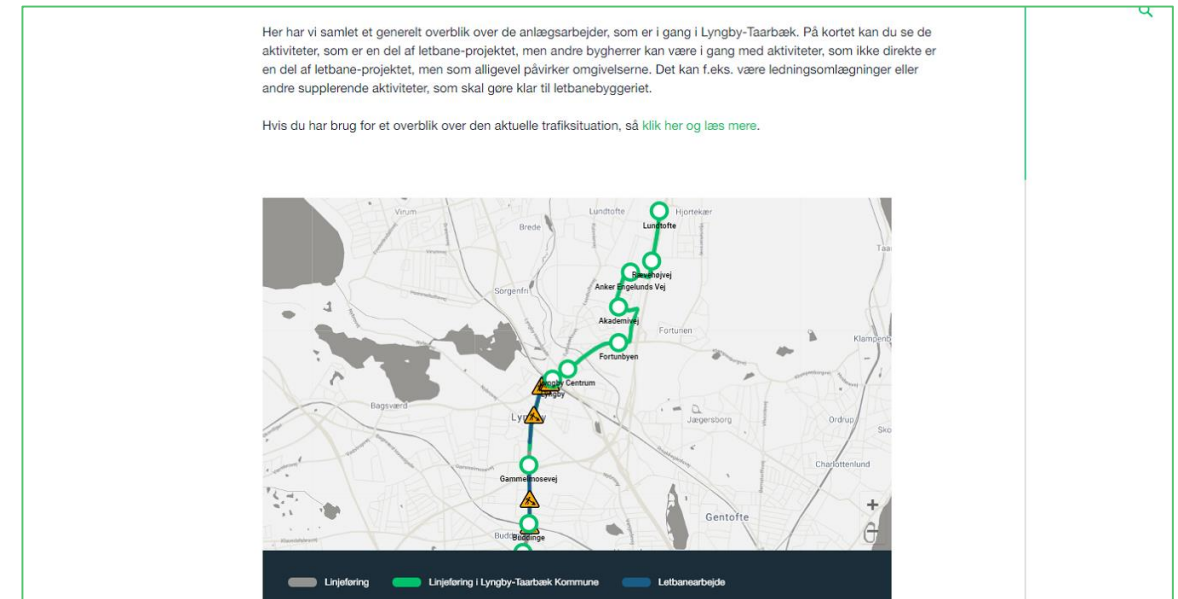 Her har vi samlet et generelt overblik over de anlægsarbejder, som er i gang i Lyngby-Taarbæk. På kortet kan du se de
aktiviteter, som er en del af letbane-projektet, men andre bygherrer kan være i gang med aktiviteter, som ikke direkte er
en del af letbane-projektet, men som alligevel påvirker omgivelserne. Det kan f.eks. være ledningsomlægninger eller
andre supplerende aktiviteter, som skal gøre klar til letbanebyggeriet.
Hvis du har brug for et overblik over den aktuelle trafiksituation, så klik her og læs mere.
Virum
Lundtofte
Hjortekær
Brede
Lundtofte
Rævehøjvej
Anker Engelunds Vej
Sorgenfri
Akademivej
Fortunen
Fortunbyen
Lyngby Centrum
Lyngby
Bagsværd
Jægersborg
Ordrup
Charlottenlund
Gammelmosevej
Gentofte
Buddinge
Linjeføring
Linjeføring i Lyngby-Taarbæk Kommune
Letbanearbejde